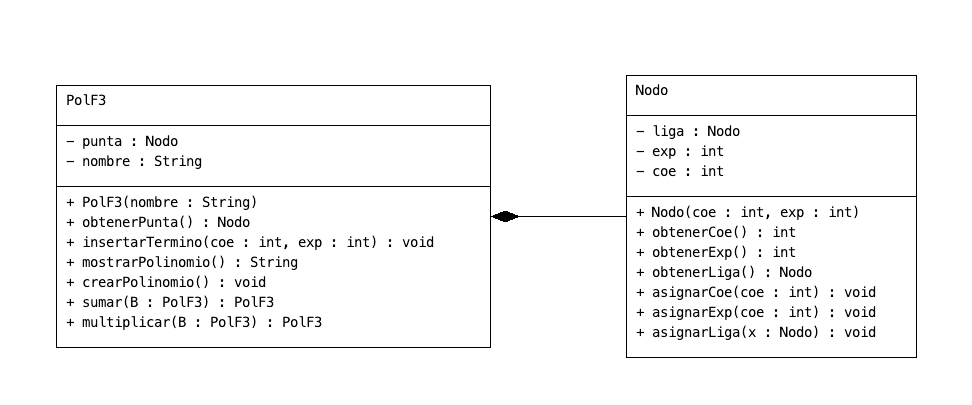 PolF3
– punta : Nodo
– nombre : String
+ PolF3(nombre : String)
+ obtenerPunta() : Nodo
+ insertarTermino(coe : int, exp : int) : void
+ mostrarPolinomio() : String
+ crearPolinomio() : void
+ sumar(B : PolF3) : PolF3
+ multiplicar(B : PolF3) : PolF3
Nodo
– liga : Nodo
– exp : int
– coe : int
+ Nodo(coe : int, exp : int)
+ obtenerCoe() : int
+ obtenerExp() : int
+ obtenerLiga() : Nodo
+ asignarCoe(coe : int) : void
+ asignarExp(coe : int) : void
+ asignarLiga(x : Nodo) : void